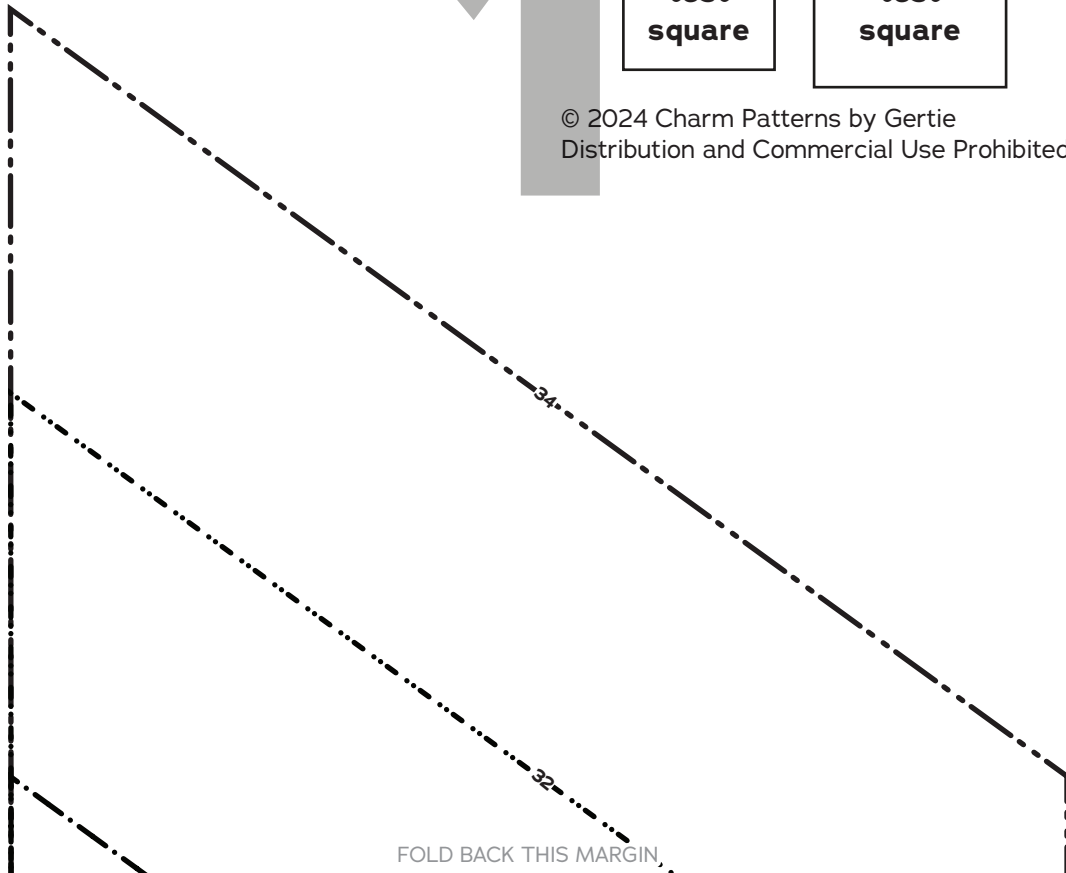 square
square
© 2024 Charm Patterns by Gertie
Distribution and Commercial Use Prohibited
34
32
FOLD BACK THIS MARGIN